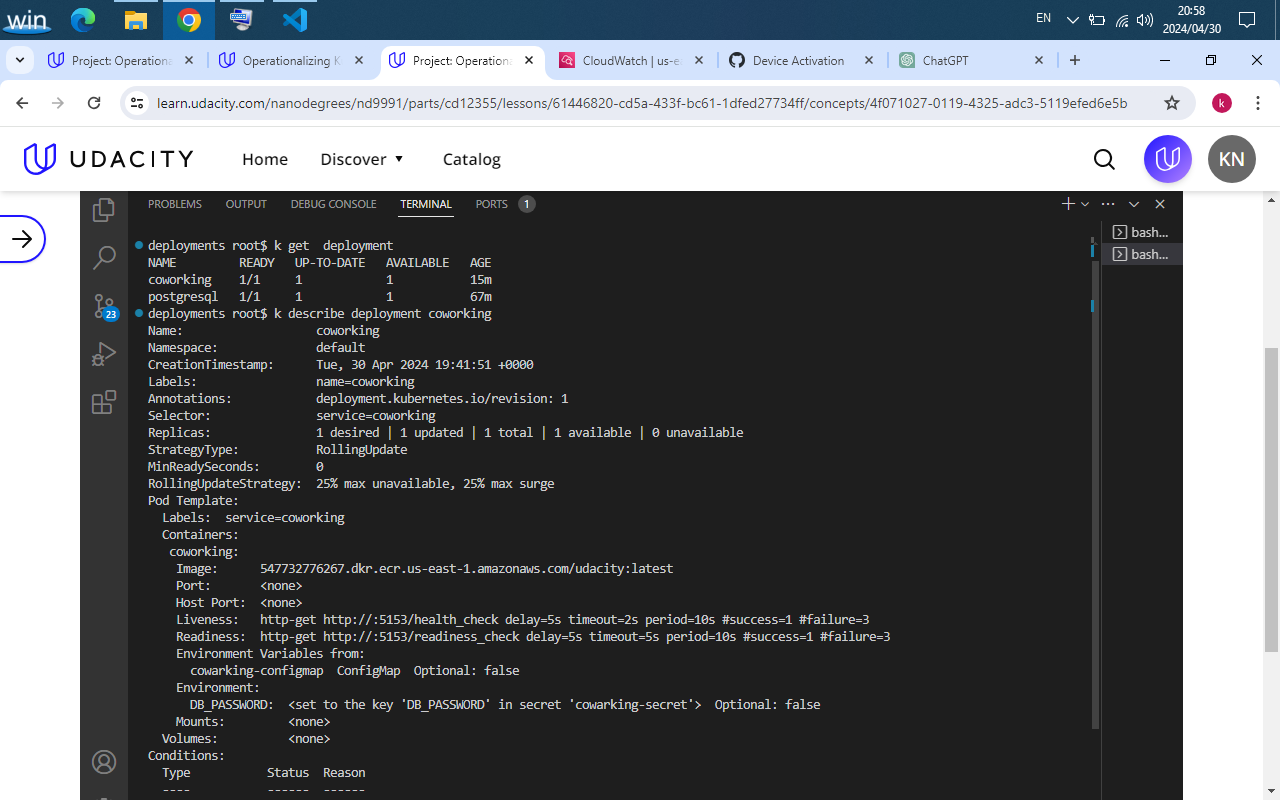 win
EN
20:58
2024/04/30
Project: Operationa
Operationalizing K
Project: Operationa
CloudWatch | us-ea
Device Activation
ChatGPT
learn.udacity.com/nanodegrees/nd9991/parts/cd12355/lessons/61446820-cd5a-433f-bc61-1dfed27734ff/concepts/4f071027-0119-4325-adc3-5119efed6e5b
k
UDACITY
Home
Discover
Catalog
KN
PROBLEMS OUTPUT DEBUG CONSOLE TERMINAL PORTS 1
bash...
bash...
23
deployments root$ k get  deployment
NAME         READY   UP-TO-DATE   AVAILABLE   AGE
coworking    1/1     1            1           15m
postgresql   1/1     1            1           67m
deployments root$ k describe deployment coworking
Name:                   coworking
Namespace:              default
CreationTimestamp:      Tue, 30 Apr 2024 19:41:51 +0000
Labels:                 name=coworking
Annotations:            deployment.kubernetes.io/revision: 1
Selector:               service=coworking
Replicas:               1 desired | 1 updated | 1 total | 1 available | 0 unavailable
StrategyType:           RollingUpdate
MinReadySeconds:        0
RollingUpdateStrategy:  25% max unavailable, 25% max surge
Pod Template:
  Labels:  service=coworking
  Containers:
   coworking:
    Image:      547732776267.dkr.ecr.us-east-1.amazonaws.com/udacity:latest
    Port:       <none>
    Host Port:  <none>
    Liveness:   http-get http://:5153/health_check delay=5s timeout=2s period=10s #success=1 #failure=3
    Readiness:  http-get http://:5153/readiness_check delay=5s timeout=5s period=10s #success=1 #failure=3
    Environment Variables from:
      cowarking-configmap  ConfigMap  Optional: false
    Environment:
      DB_PASSWORD:  <set to the key 'DB_PASSWORD' in secret 'cowarking-secret'>  Optional: false
    Mounts:         <none>
  Volumes:          <none>
Conditions:
  Type           Status  Reason
  ----           ------  ------